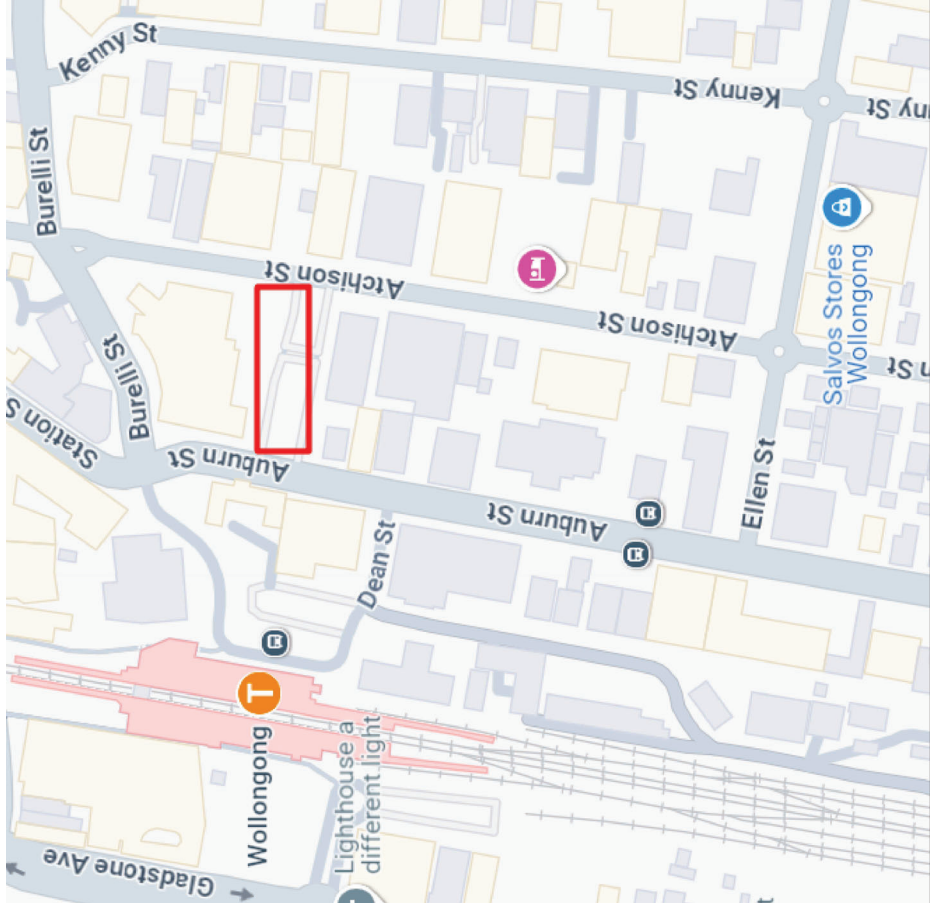 Kenny St
Kenny St
ny St
Burelli St
Atchison St
Atchison St
St
Burelli St
Station S
Auburn St
Auburn St
Ellen St
Dean St
Salvos Stores
Wollongong
T
Wollongong
Lighthouse a
different light
Gladstone Ave